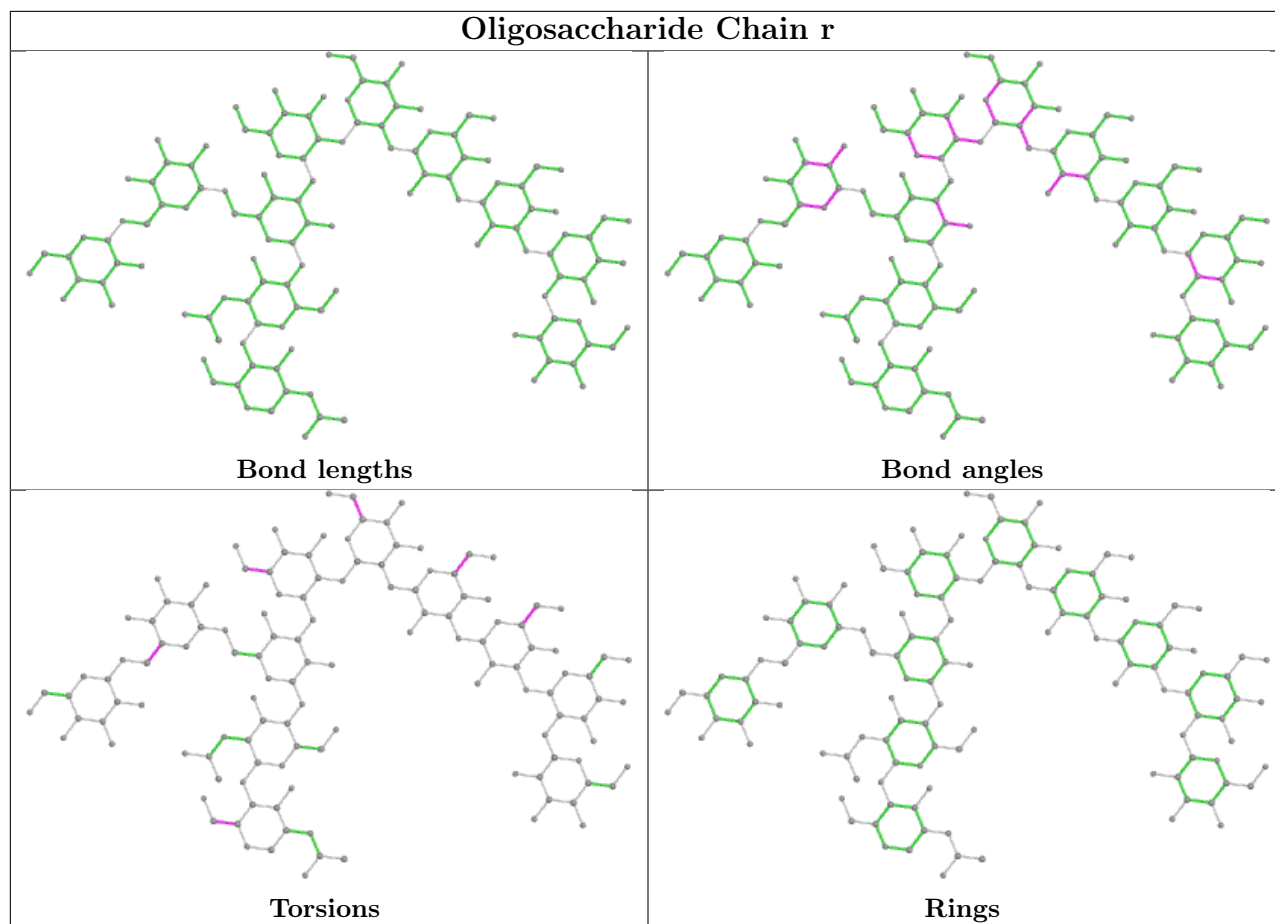 Oligosaccharide Chain r
Bond lengths
Bond angles
Torsions
Rings